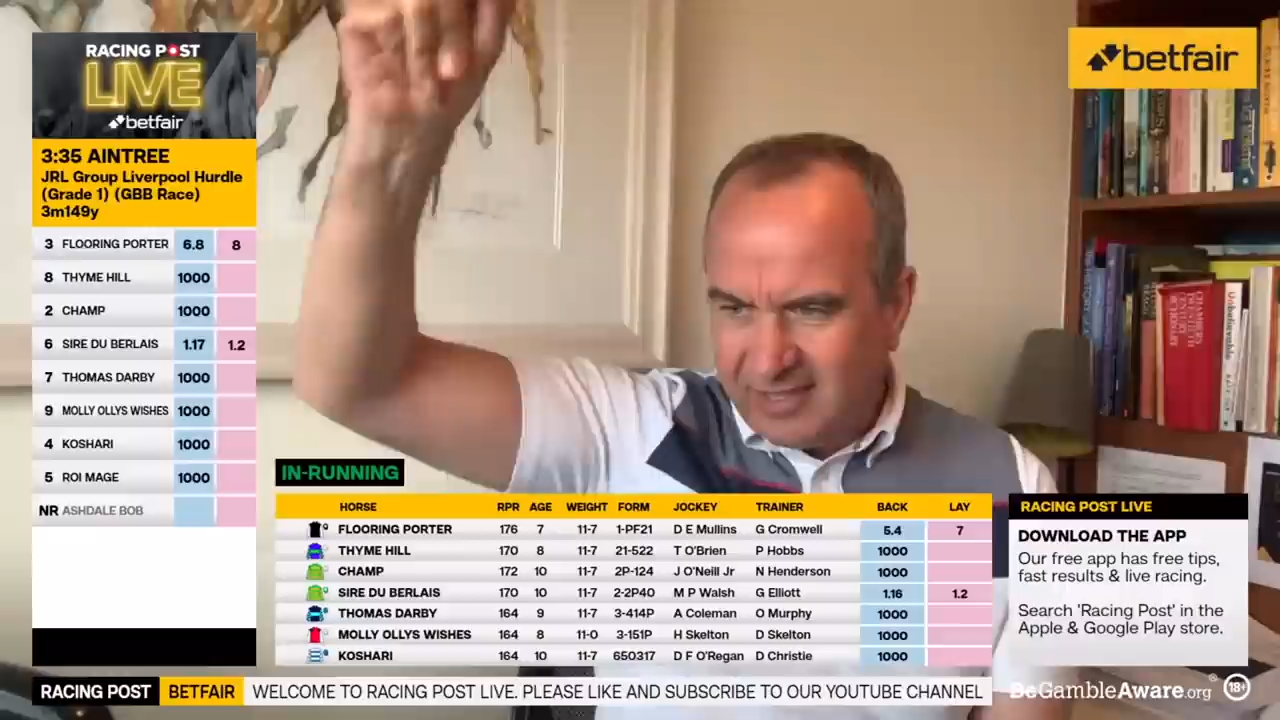 RACING POST
LIVE
betfair
3:35 AINTREE
JRL Group Liverpool Hurdle
(Grade 1) (GBB Race)
3m149y
3 FLOORING PORTER 6.8 8
8 THYME HILL 1000
2 CHAMP 1000
6 SIRE DU BERLAIS 1.17 1.2
7 THOMAS DARBY 1000
9 MOLLY OLLYS WISHES 1000
4 KOSHARI 1000
5 ROI MAGE 1000
NR ASHDALE BOB
betfair
CHAMBERS
TWENTIETH
CENTURY
DICTIONARY
Unbelievable
IN-RUNNING
HORSE RPR AGE WEIGHT FORM JOCKEY TRAINER BACK LAY
FLOORING PORTER 176 7 11-7 1-PF21 D E Mullins G Cromwell 5.4 7
THYME HILL 170 8 11-7 21-522 T O'Brien P Hobbs 1000
CHAMP 172 10 11-7 2P-124 J O'Neill Jr N Henderson 1000
SIRE DU BERLAIS 170 10 11-7 2-2P40 M P Walsh G Elliott 1.16 1.2
THOMAS DARBY 164 9 11-7 3-414P A Coleman O Murphy 1000
MOLLY OLLYS WISHES 164 8 11-0 3-151P H Skelton D Skelton 1000
KOSHARI 164 10 11-7 650317 D F O'Regan D Christie 1000
RACING POST LIVE
DOWNLOAD THE APP
Our free app has free tips,
fast results & live racing.
Search 'Racing Post' in the
Apple & Google Play store.
RACING POST BETFAIR WELCOME TO RACING POST LIVE. PLEASE LIKE AND SUBSCRIBE TO OUR YOUTUBE CHANNEL
BeGambleAware.org® 18+